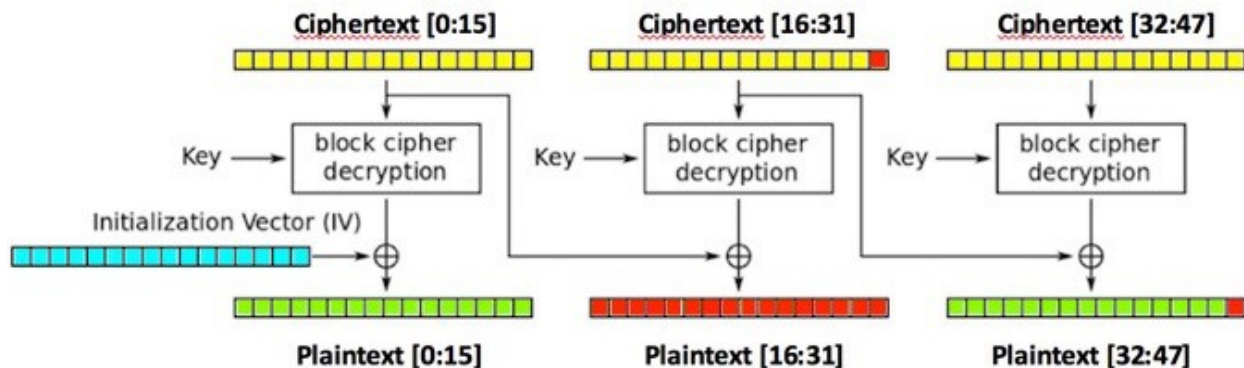 Ciphertext [0:15]
Ciphertext [16:31]
Ciphertext [32:47]
Key
block cipher
decryption
Key
block cipher
decryption
Key
block cipher
decryption
Initialization Vector (IV)
Plaintext [0:15]
Plaintext [16:31]
Plaintext [32:47]